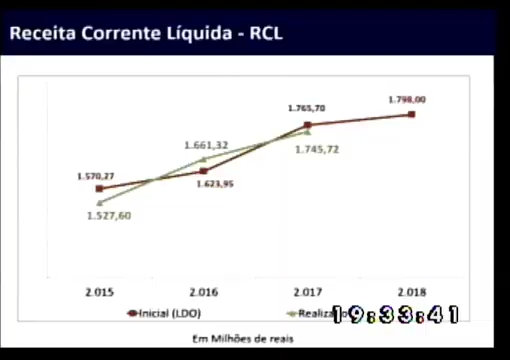 Receita Corrente Líquida - RCL
1.798,00
1.765,70
1.661,32
1.745,72
1.570,27
1.623,95
1.527,60
2.015 2.016 2.017 2.018
Inicial (LDO)
19:33:41
Em Milhões de reais